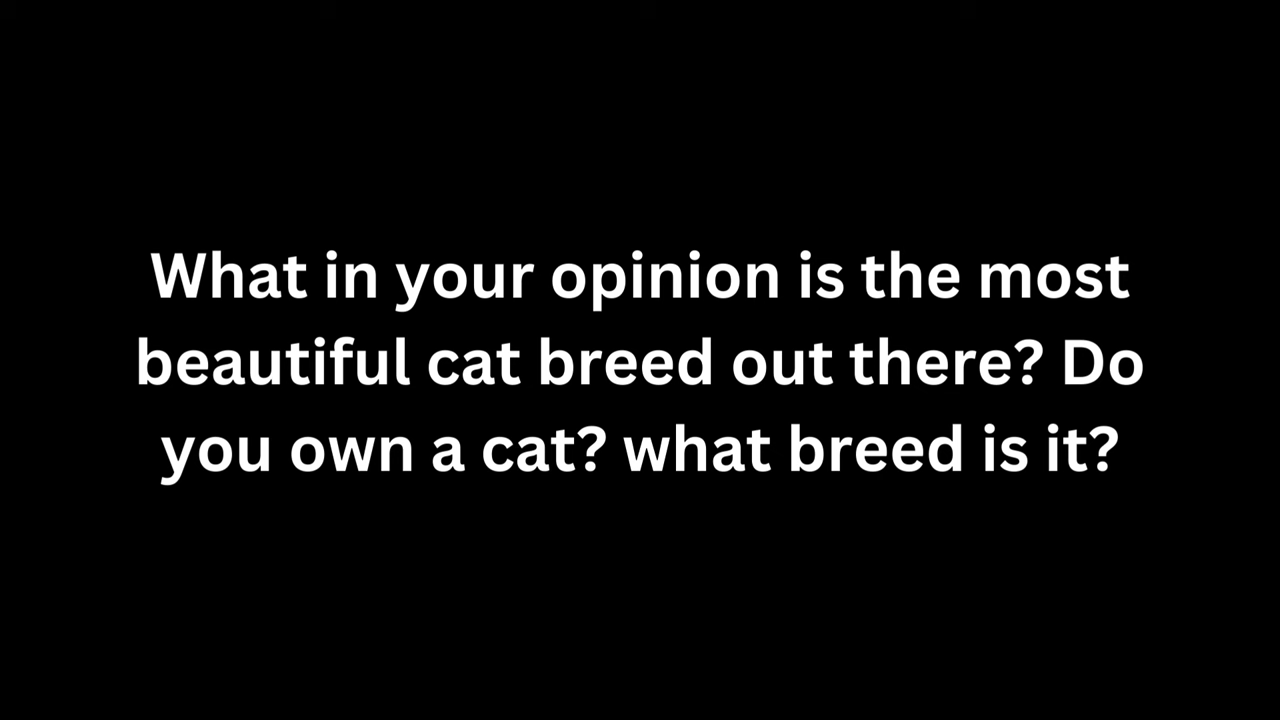 What in your opinion is the most
beautiful cat breed out there? Do
you own a cat? what breed is it?